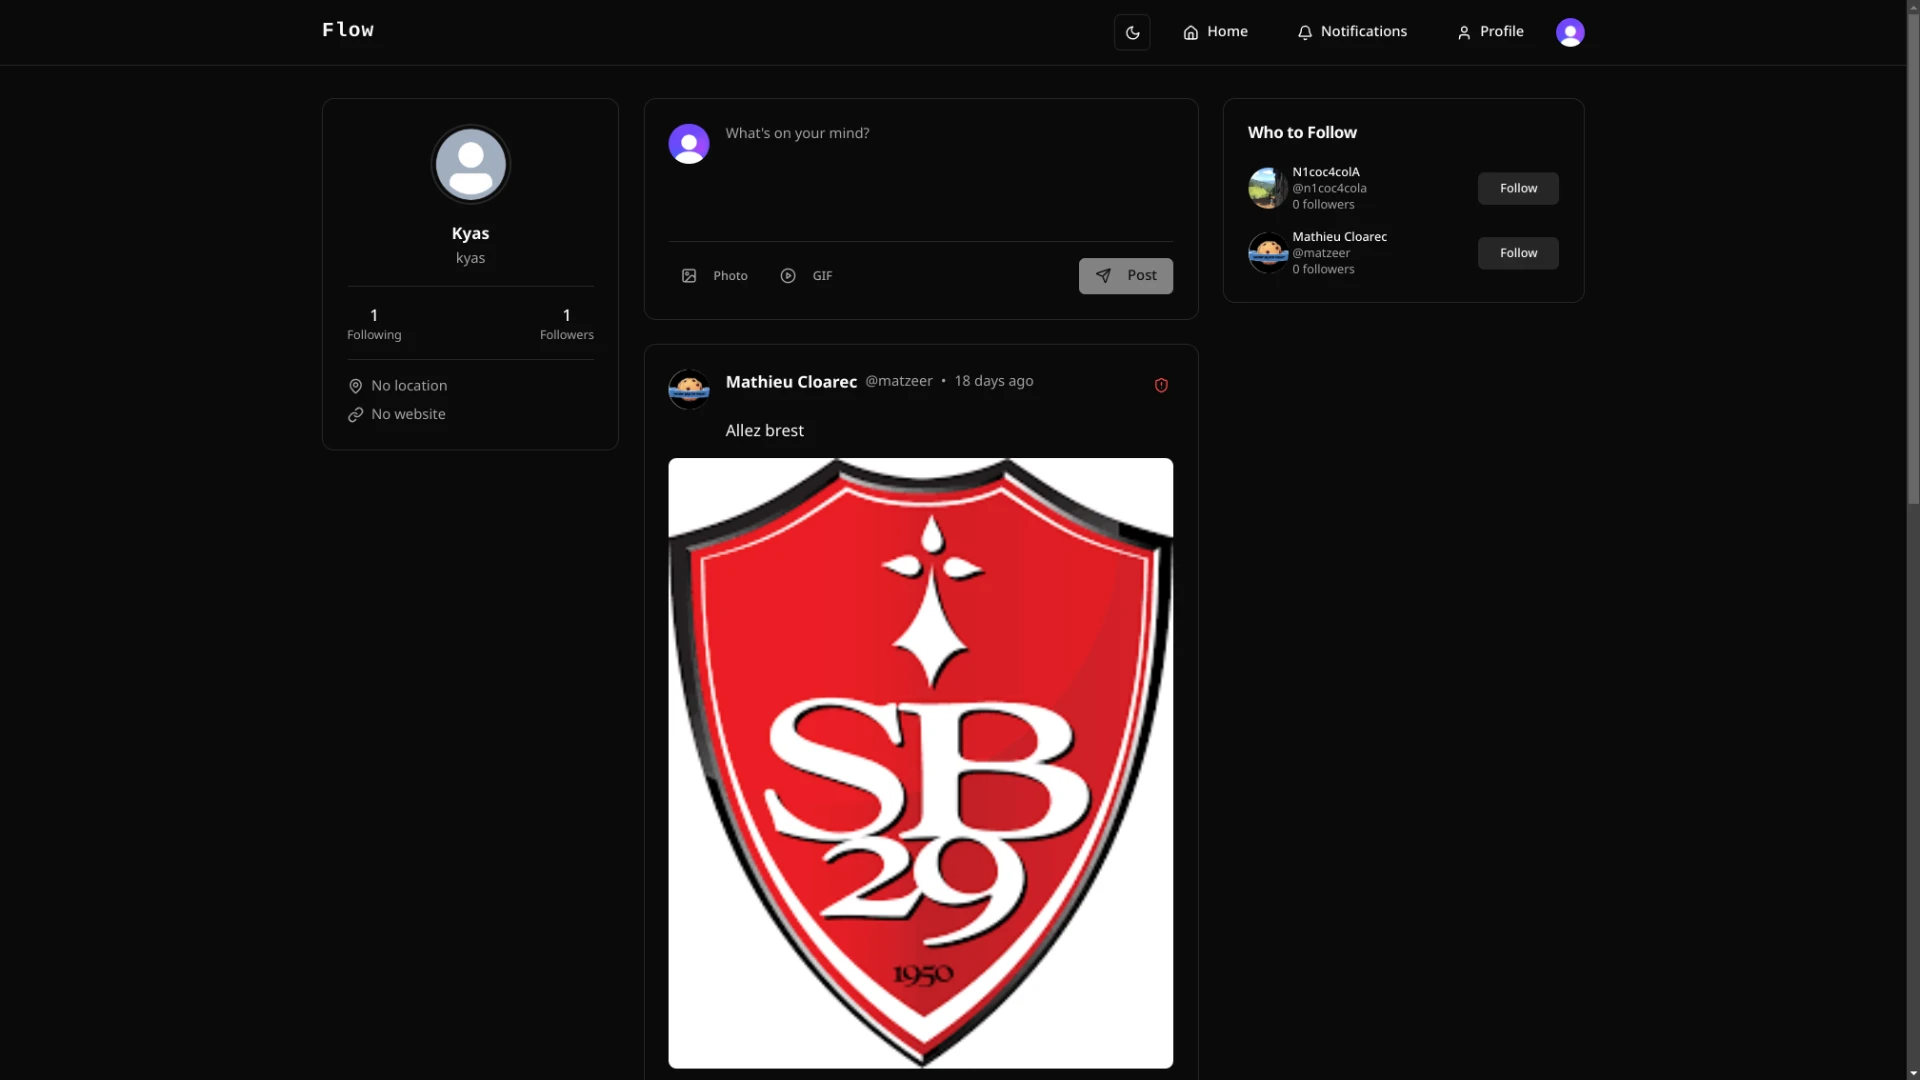 Flow
Home
Notifications
Profile
Kyas
kyas
1
Following
1
Followers
No location
No website
What's on your mind?
Photo
GIF
Post
Mathieu Cloarec @matzeer • 18 days ago
Allez brest
SB
29
1950
Who to Follow
N1coc4colA
@n1coc4cola
0 followers
Follow
Mathieu Cloarec
@matzeer
0 followers
Follow